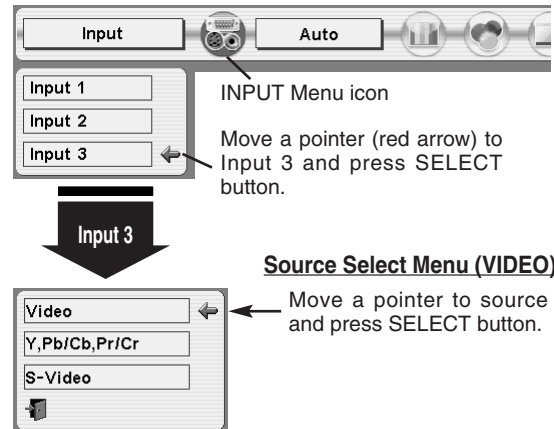 Input
Auto
Input 1
Input 2
Input 3
INPUT Menu icon
Move a pointer (red arrow) to
Input 3 and press SELECT
button.
Input 3
Source Select Menu (VIDEO)
Video
Y,Pb/Cb,Pr/Cr
S-Video
Move a pointer to source
and press SELECT button.